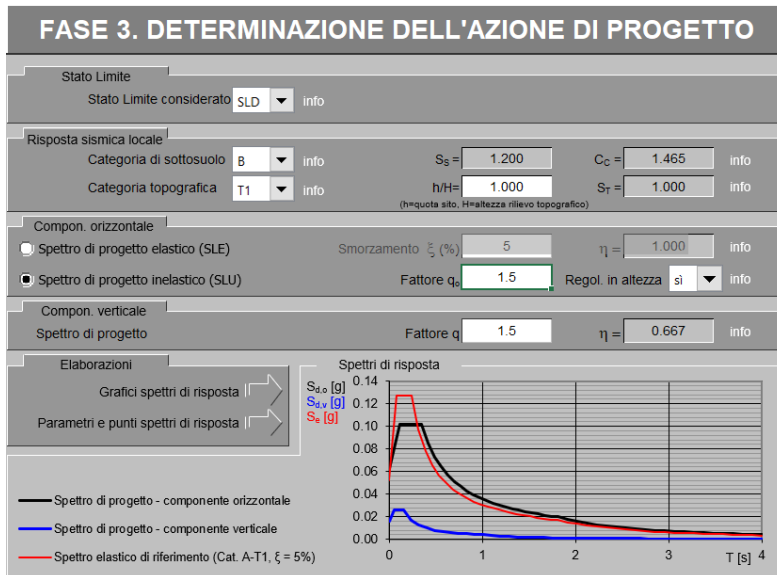 FASE 3. DETERMINAZIONE DELL'AZIONE DI PROGETTO
Stato Limite
Stato Limite considerato SLD info
Risposta sismica locale
Categoria di sottosuolo B info SS = 1.200 CC = 1.465 info
Categoria topografica T1 info h/H= 1.000 ST = 1.000 info
(h=quota sito, H=altezza rilievo topografico)
Compon. orizzontale
Spettro di progetto elastico (SLE) Smorzamento ξ (%) 5 η = 1.000 info
Spettro di progetto inelastico (SLU) Fattore qo 1.5 Regol. in altezza sì info
Compon. verticale
Spettro di progetto Fattore q 1.5 η = 0.667 info
Elaborazioni
Grafici spettri di risposta
Parametri e punti spettri di risposta
Spettri di risposta
Sd,o [g]
Sd,v [g]
Se [g]
0.14
0.12
0.10
0.08
0.06
0.04
0.02
0.00
0 1 2 3 T [s] 4
Spettro di progetto - componente orizzontale
Spettro di progetto - componente verticale
Spettro elastico di riferimento (Cat. A-T1, ξ = 5%)